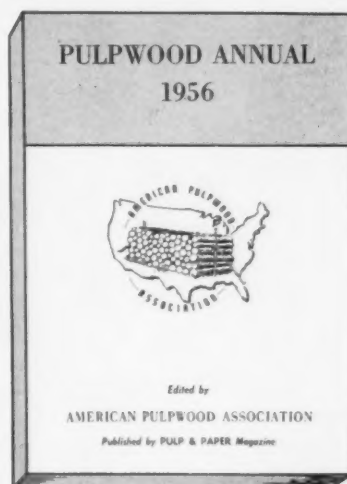 PULPWOOD ANNUAL
1956
AMERICAN PULPWOOD
ASSOCIATION
Edited by
AMERICAN PULPWOOD ASSOCIATION
Published by PULP & PAPER Magazine